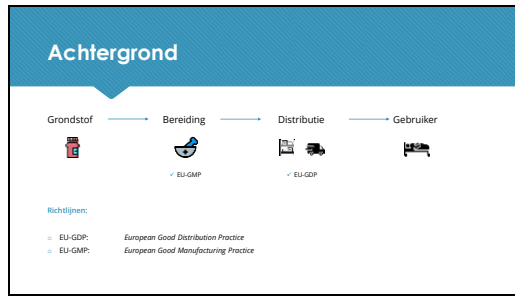 Achtergrond
Grondstof Bereiding Distributie Gebruiker
✓ EU-GMP ✓ EU-GDP
Richtlijnen:
o EU-GDP: European Good Distribution Practice
o EU-GMP: European Good Manufacturing Practice